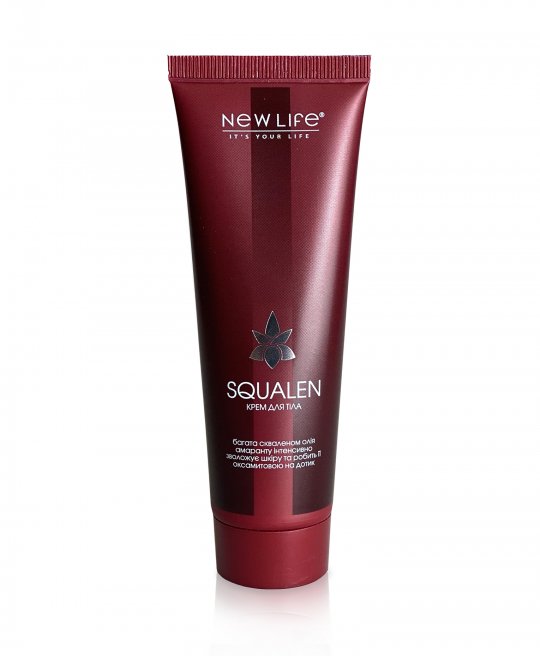 NEW LIFE®
IT'S YOUR LIFE
SQUALEN
КРЕМ ДЛЯ ТІЛА
багата скваленом олія
амаранту інтенсивно
зволожує шкіру та робить її
оксамитовою на дотик